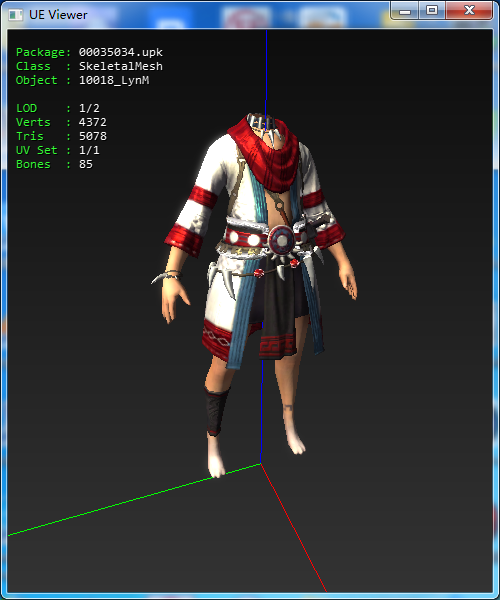 UE Viewer
Package: 00035034.upk
Class : SkeletalMesh
Object : 10018_LynM
LOD : 1/2
Verts : 4372
Tris : 5078
UV Set : 1/1
Bones : 85